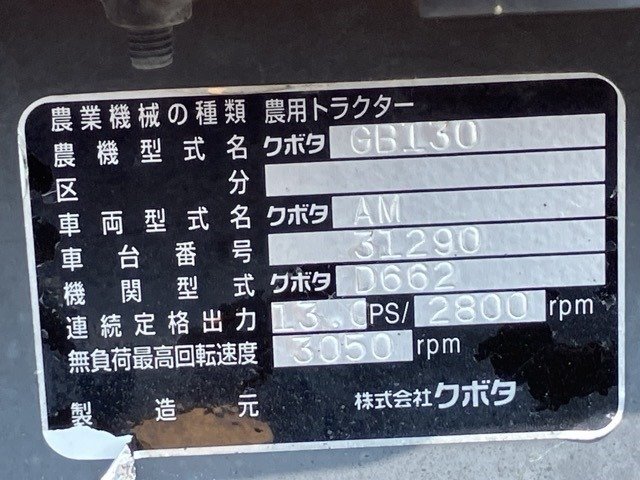 農業機械の種類 農用トラクター
農機型式名 クボタ GB130
区分
車両型式名 クボタ AM
車台番号 31290
機関型式 クボタ D662
連続定格出力 13.0 PS/ 2800 rpm
無負荷最高回転速度 3050 rpm
製造元 株式会社クボタ